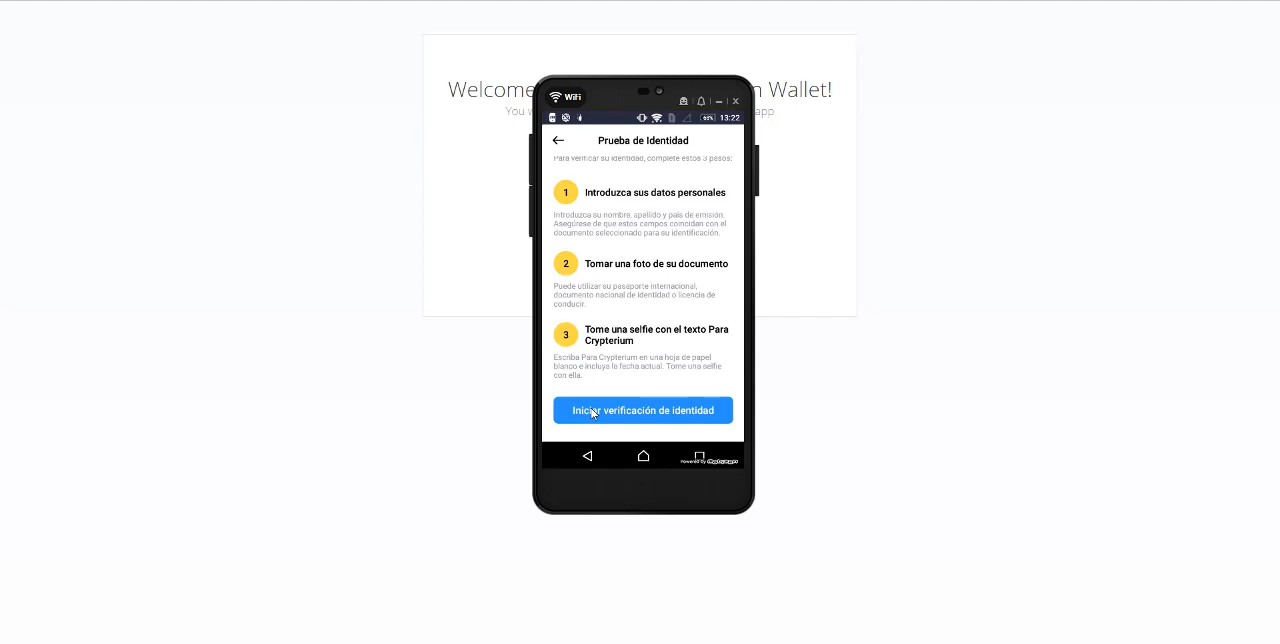 Welcome
n Wallet!
You w
app
WiFi
63%
13:22
Prueba de Identidad
Para verificar su identidad, complete estos 3 pasos:
1
Introduzca sus datos personales
Introduzca su nombre, apellido y país de emisión.
Asegúrese de que estos campos coincidan con el
documento seleccionado para su identificación.
2
Tomar una foto de su documento
Puede utilizar su pasaporte internacional,
documento nacional de identidad o licencia de
conducir.
3
Tome una selfie con el texto Para
Crypterium
Escriba Para Crypterium en una hoja de papel
blanco e incluya la fecha actual. Tome una selfie
con ella.
Iniciar verificación de identidad
Powered by